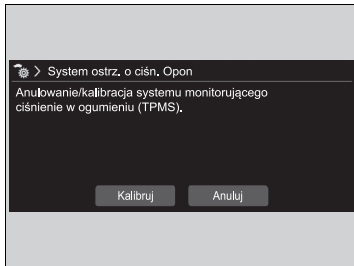 > System ostrz. o ciśn. Opon
Anulowanie/kalibracja systemu monitorującego
ciśnienie w ogumieniu (TPMS).
Kalibruj Anuluj